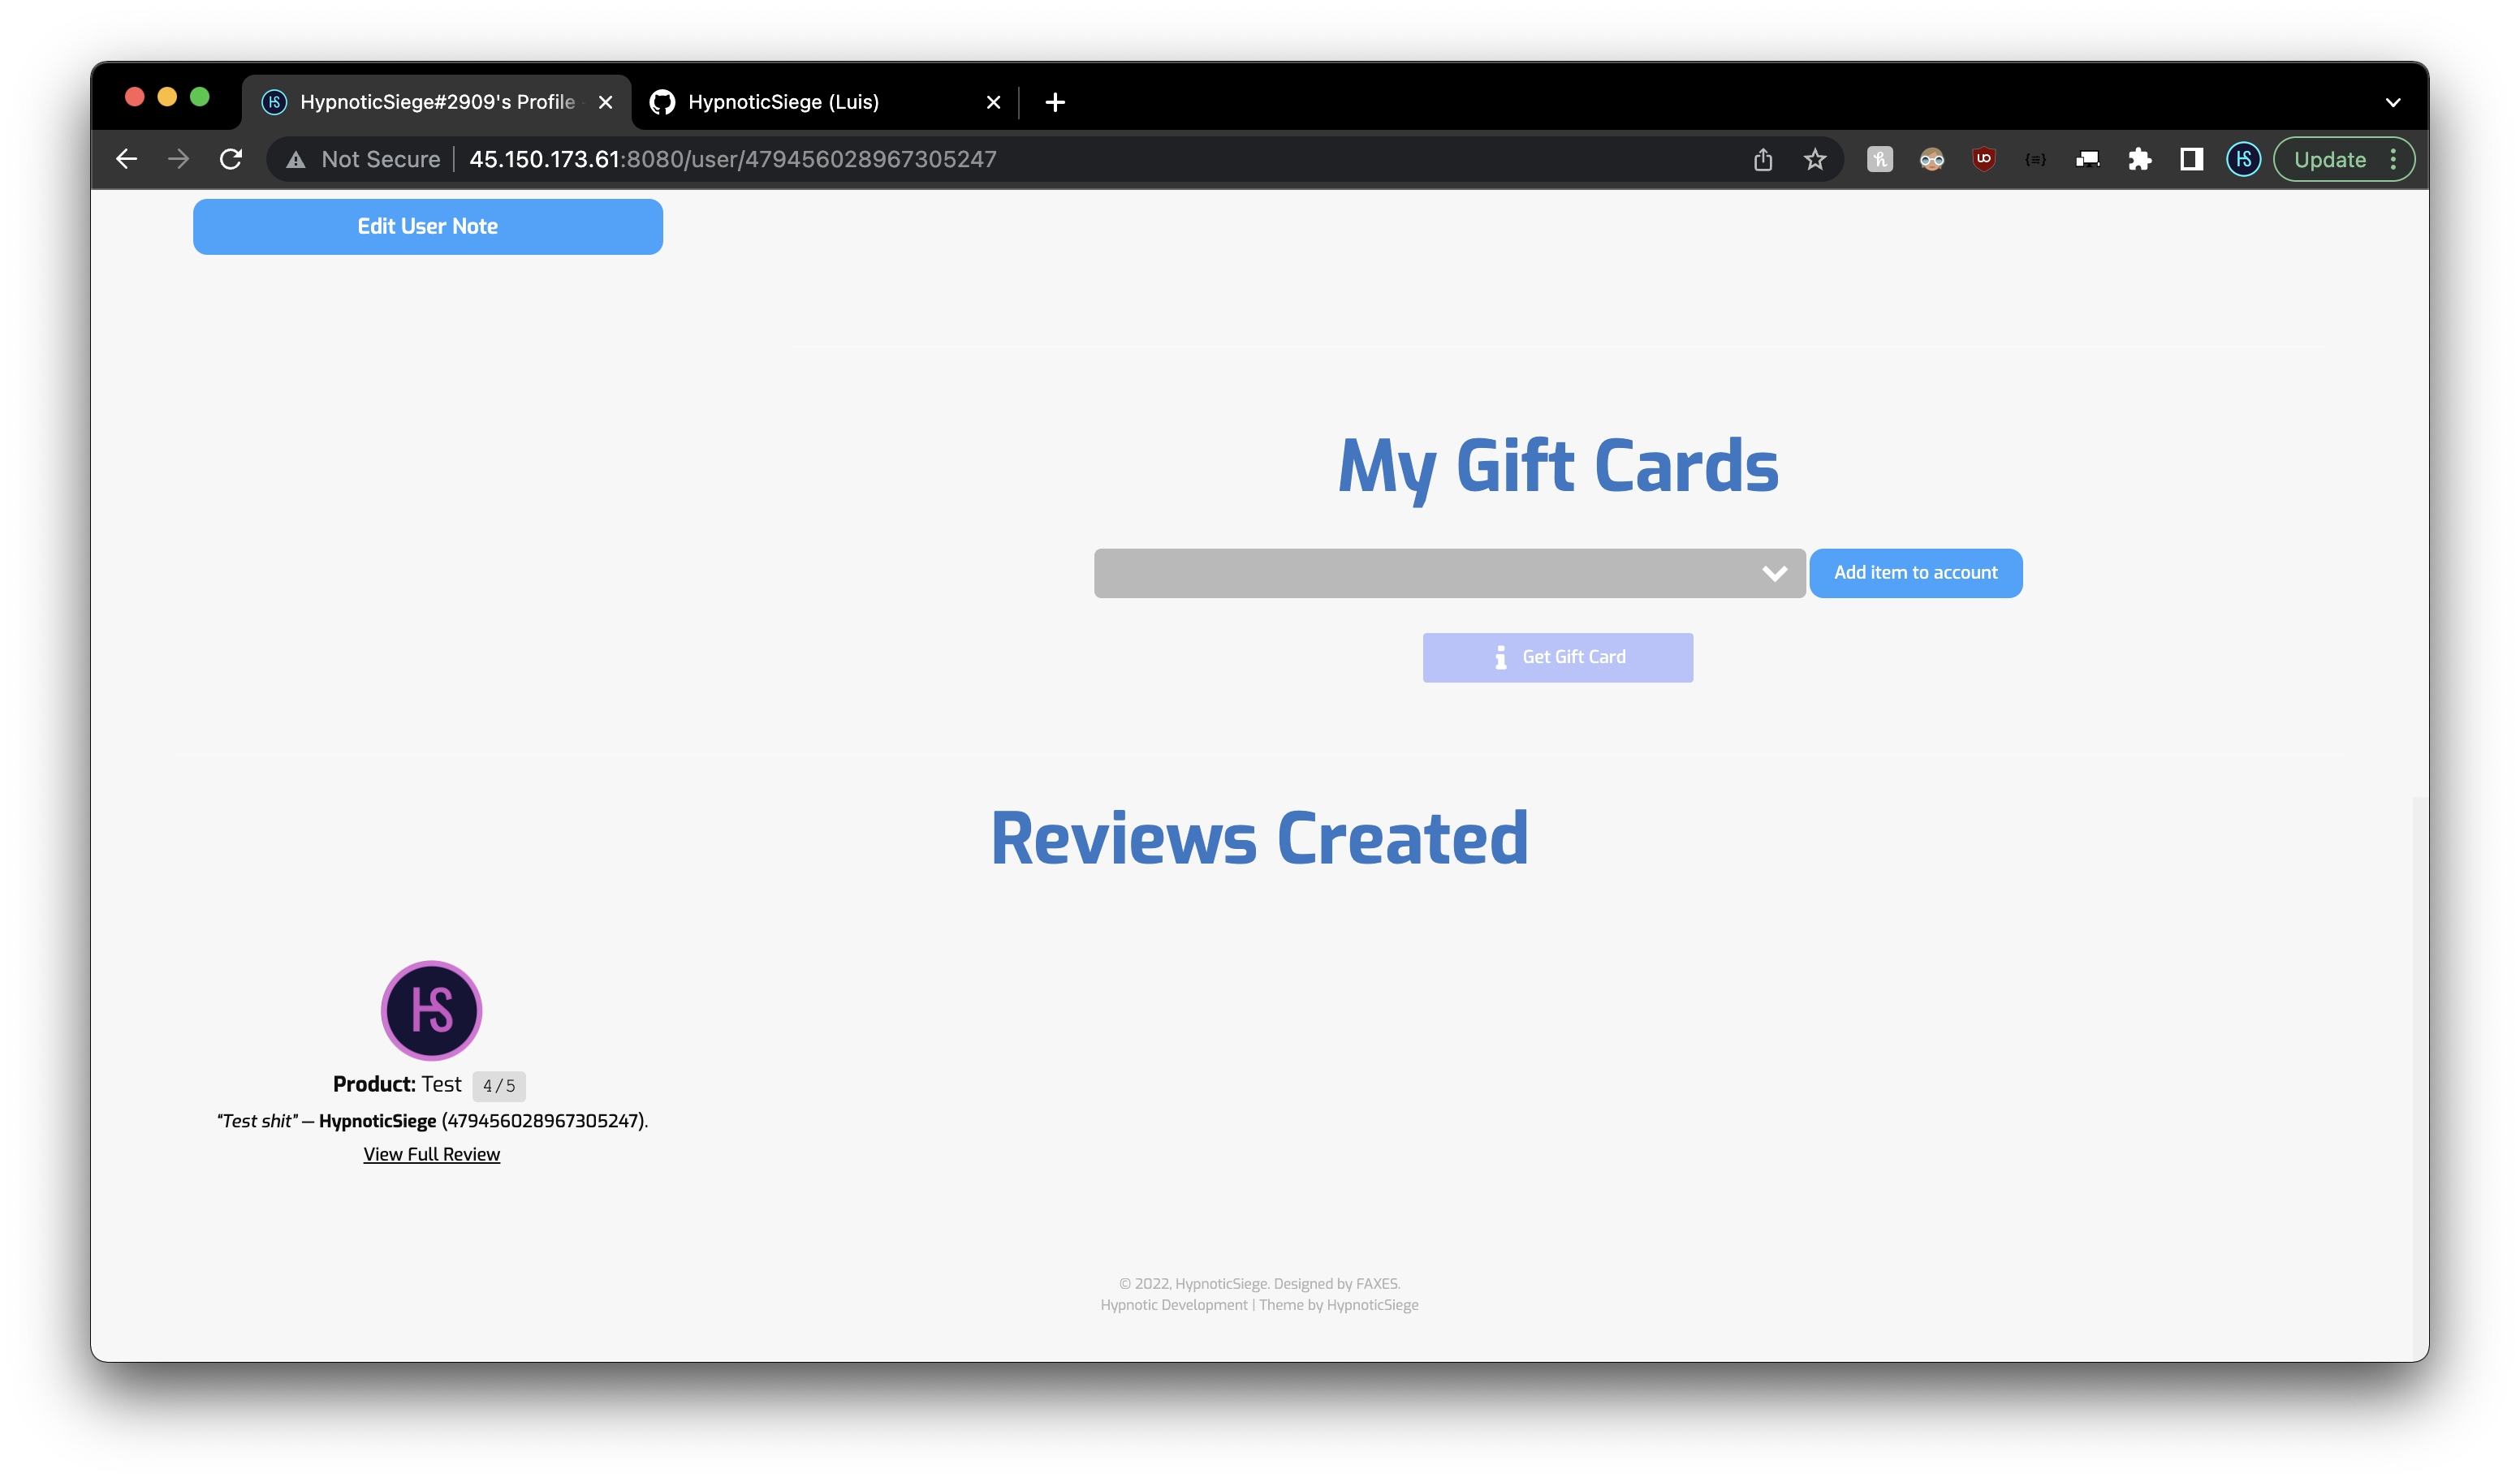 HypnoticSiege#2909's Profile
HypnoticSiege (Luis)
Not Secure 45.150.173.61:8080/user/479456028967305247
Update
Edit User Note
My Gift Cards
Add item to account
Get Gift Card
Reviews Created
HS
Product: Test 4/5
“Test shit” — HypnoticSiege (479456028967305247).
View Full Review
© 2022, HypnoticSiege. Designed by FAXES.
Hypnotic Development | Theme by HypnoticSiege